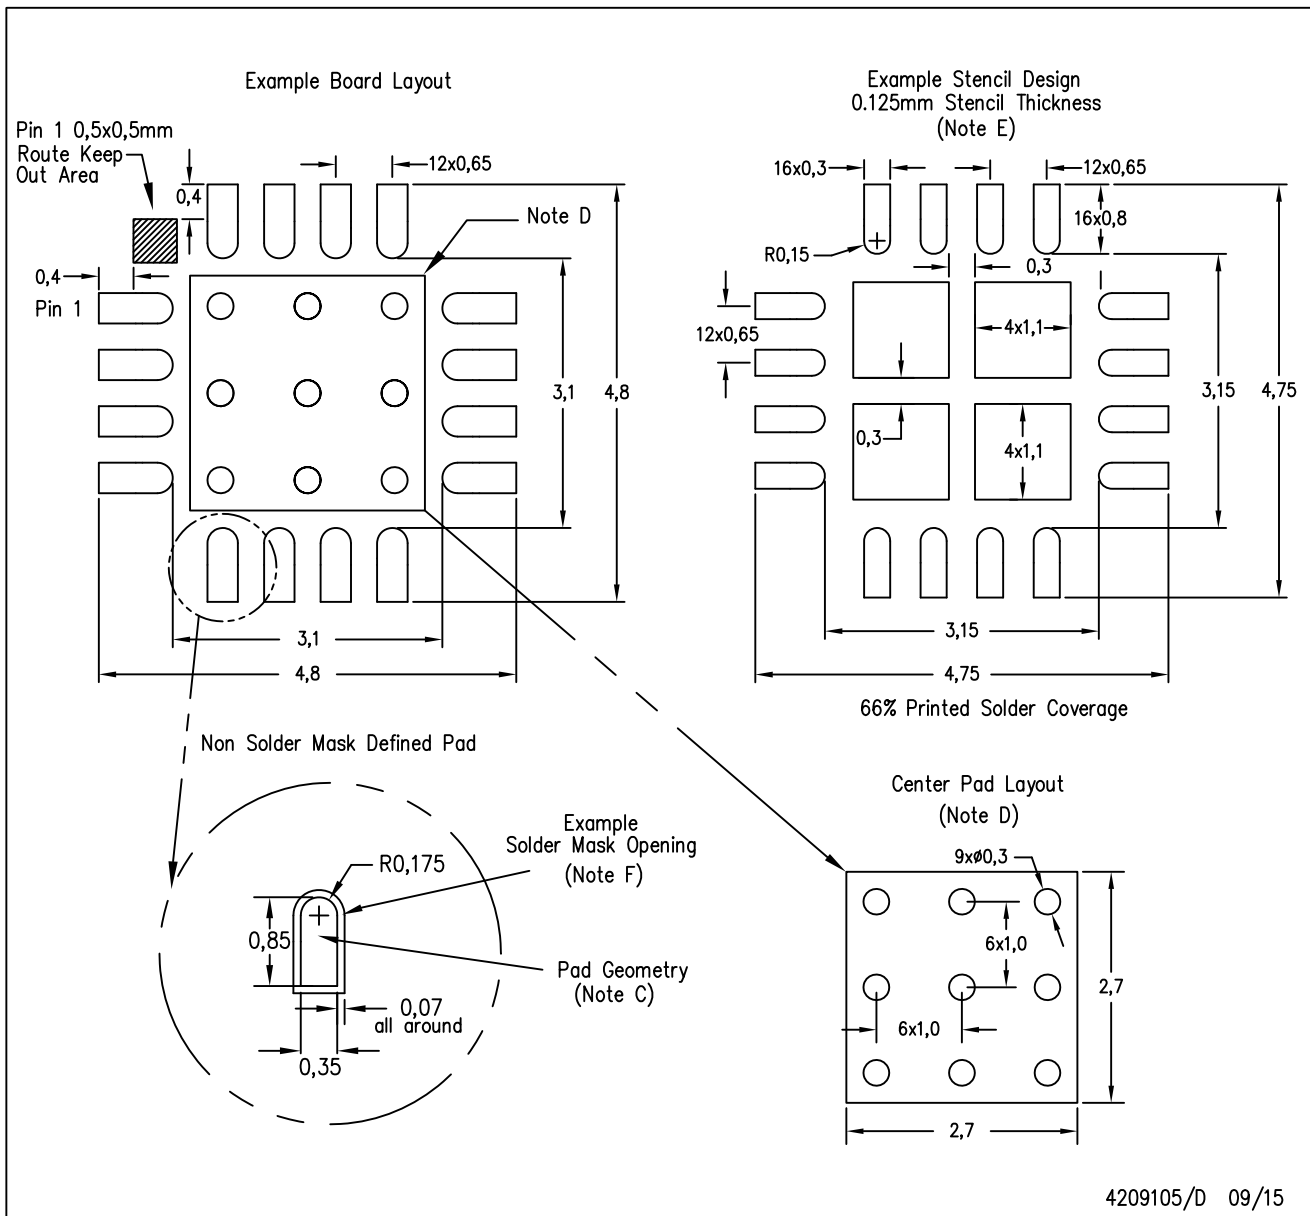 Example Board Layout
Pin 1 0,5x0,5mm
Route Keep
Out Area
12x0,65
0,4
Note D
0,4
Pin 1
3,1
4,8
3,1
4,8
Example Stencil Design
0.125mm Stencil Thickness
(Note E)
16x0,3
12x0,65
16x0,8
R0,15
0,3
12x0,65
4x1,1
3,15
4,75
0,3
4x1,1
3,15
4,75
66% Printed Solder Coverage
Non Solder Mask Defined Pad
Example
Solder Mask Opening
(Note F)
R0,175
0,85
Pad Geometry
(Note C)
0,07
all around
0,35
Center Pad Layout
(Note D)
9xø0,3
6x1,0
2,7
6x1,0
2,7
4209105/D 09/15